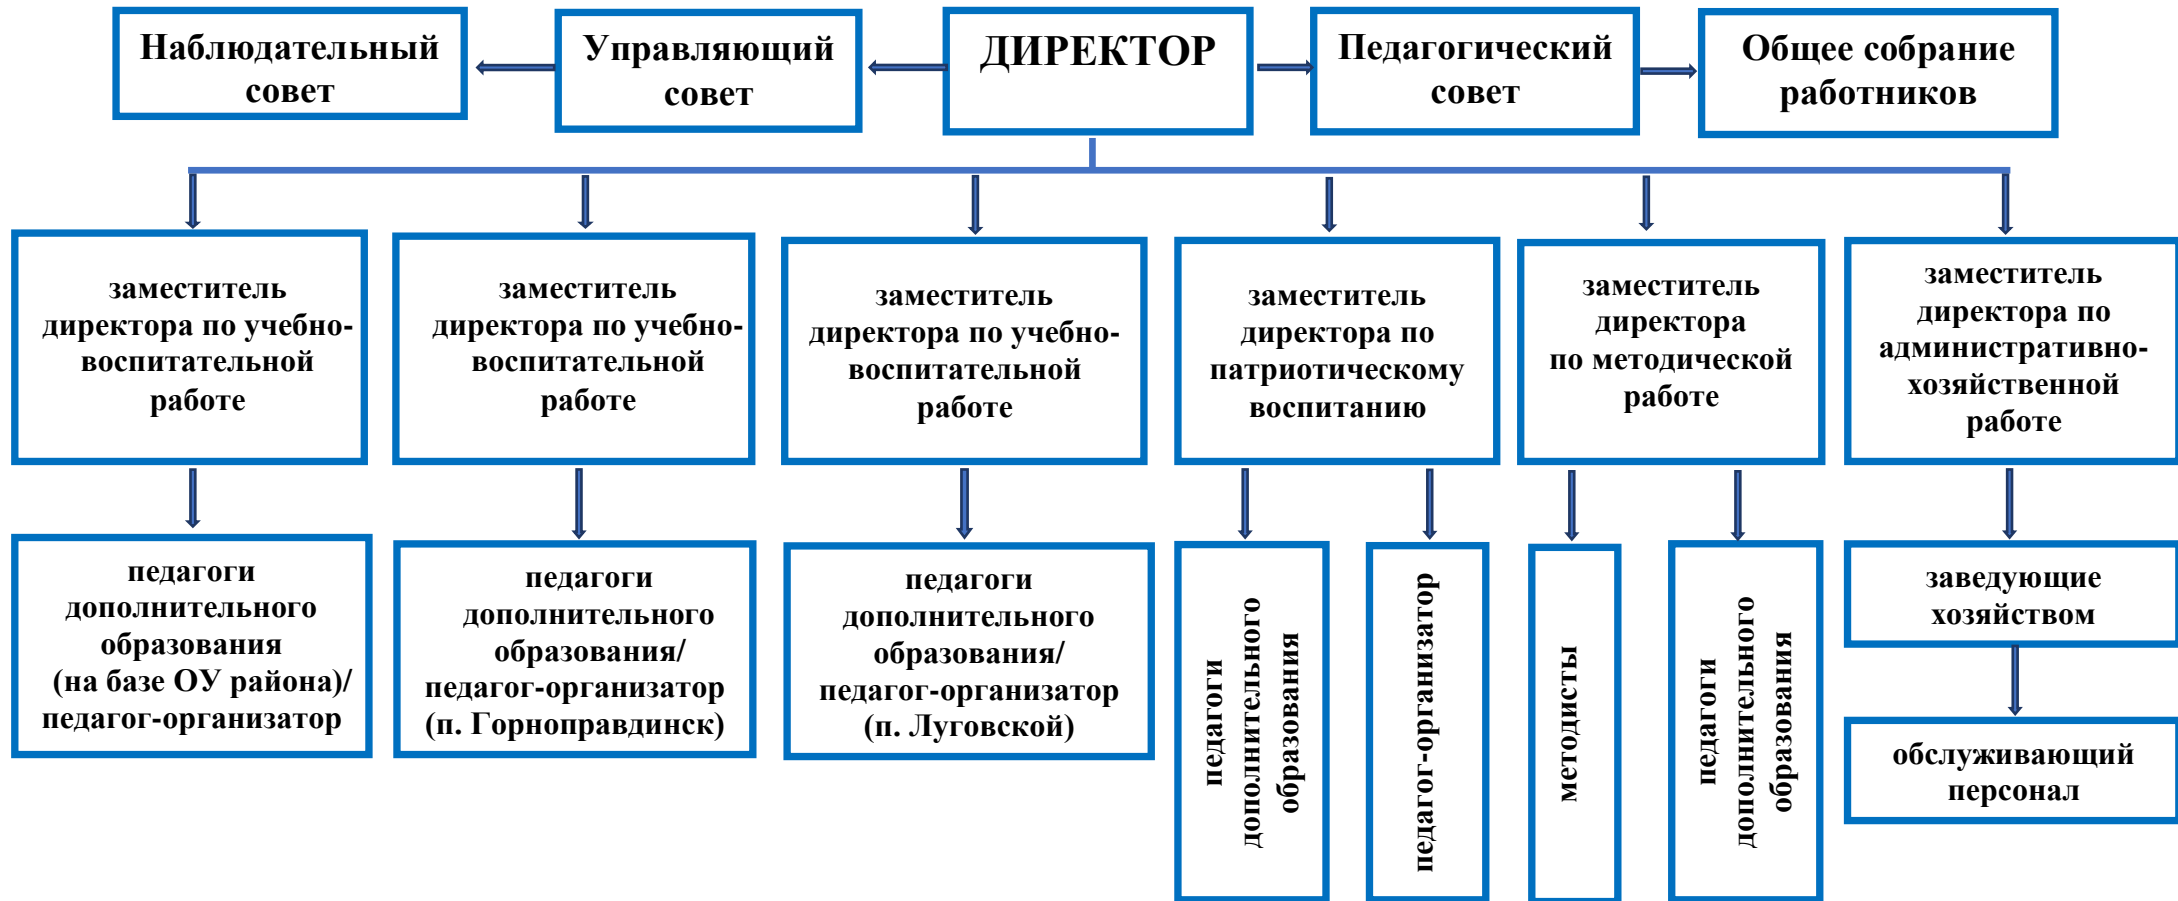 Наблюдательный
совет
Управляющий
совет
ДИРЕКТОР
Педагогический
совет
Общее собрание
работников
заместитель
директора по учебно-
воспитательной
работе
заместитель
директора по учебно-
воспитательной
работе
заместитель
директора по учебно-
воспитательной
работе
заместитель
директора по
патриотическому
воспитанию
заместитель
директора
по методической
работе
заместитель
директора по
административно-
хозяйственной
работе
педагоги
дополнительного
образования
(на базе ОУ района)/
педагог-организатор
педагоги
дополнительного
образования/
педагог-организатор
(п. Горноправдинск)
педагоги
дополнительного
образования/
педагог-организатор
(п. Луговской)
педагоги
дополнительного
образования
педагог-организатор
методисты
педагоги
дополнительного
образования
заведующие
хозяйством
обслуживающий
персонал